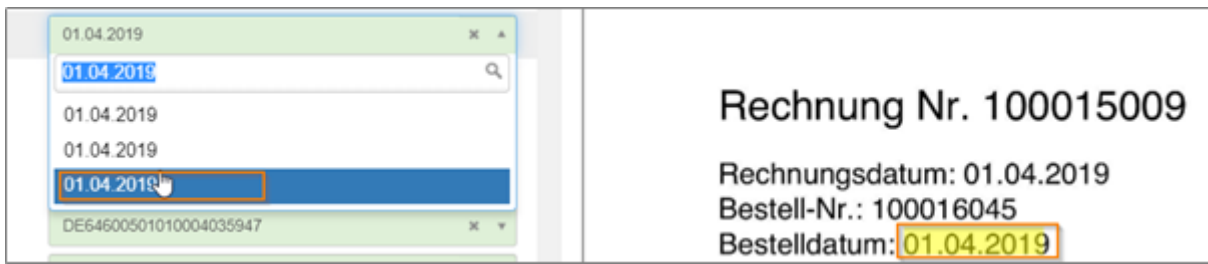 01.04.2019
01.04.2019
01.04.2019
01.04.2019
01.04.2019
DE64600501010004035947
Rechnung Nr. 100015009
Rechnungsdatum: 01.04.2019
Bestell-Nr.: 100016045
Bestelldatum: 01.04.2019